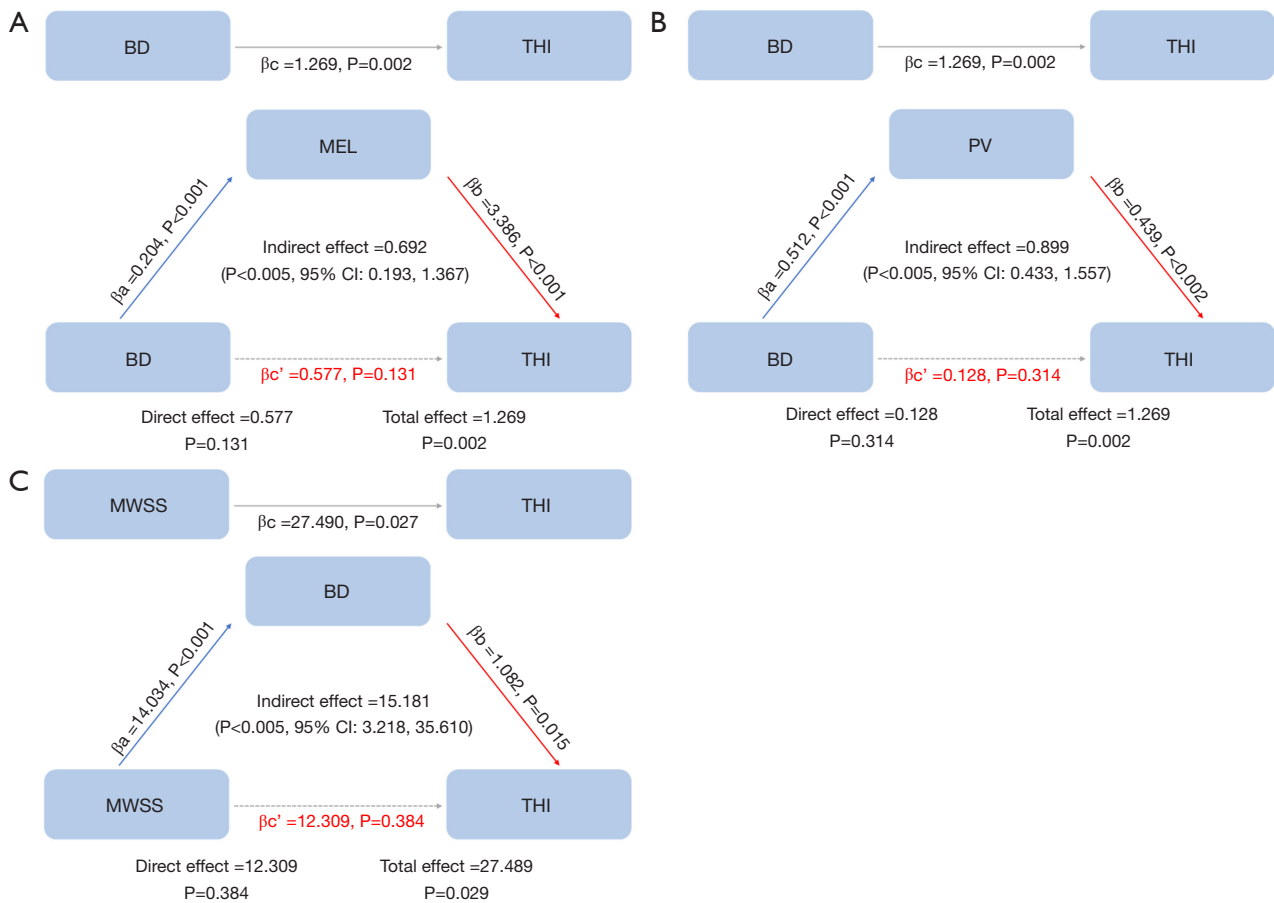 A
BD
THI
βc =1.269, P=0.002
MEL
βa =0.204, P<0.001
βb =3.386, P<0.001
Indirect effect =0.692
(P<0.005, 95% CI: 0.193, 1.367)
BD
THI
βc’ =0.577, P=0.131
Direct effect =0.577
P=0.131
Total effect =1.269
P=0.002
B
BD
THI
βc =1.269, P=0.002
PV
βa =0.512, P<0.001
βb =0.439, P<0.002
Indirect effect =0.899
(P<0.005, 95% CI: 0.433, 1.557)
BD
THI
βc’ =0.128, P=0.314
Direct effect =0.128
P=0.314
Total effect =1.269
P=0.002
C
MWSS
THI
βc =27.490, P=0.027
BD
βa =14.034, P<0.001
βb =1.082, P=0.015
Indirect effect =15.181
(P<0.005, 95% CI: 3.218, 35.610)
MWSS
THI
βc’ =12.309, P=0.384
Direct effect =12.309
P=0.384
Total effect =27.489
P=0.029